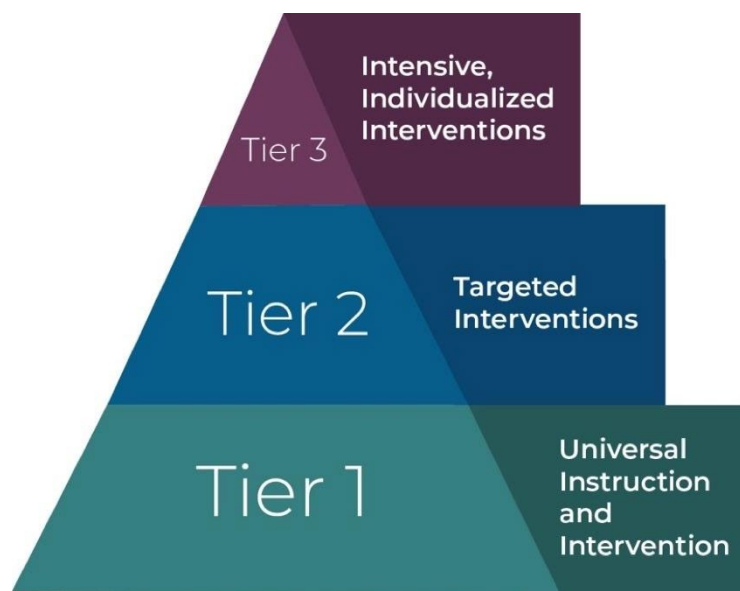 Tier 3
Intensive,
Individualized
Interventions
Tier 2
Targeted
Interventions
Tier 1
Universal
Instruction
and
Intervention